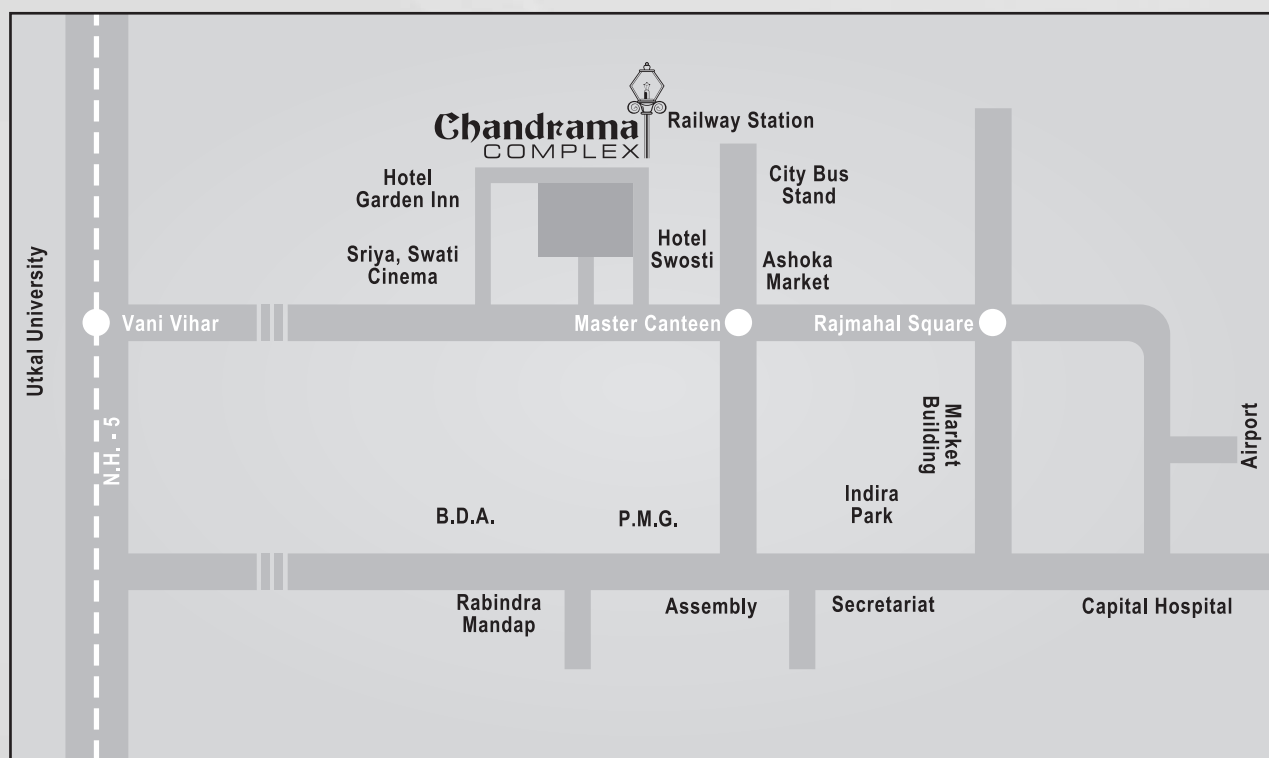 Chandrama
COMPLEX
Railway Station
Hotel
Garden Inn
City Bus
Stand
Sriya, Swati
Cinema
Hotel
Swosti
Ashoka
Market
Utkal University
Vani Vihar
Master Canteen
Rajmahal Square
N.H. - 5
Market
Building
Airport
Indira
Park
B.D.A.
P.M.G.
Rabindra
Mandap
Assembly
Secretariat
Capital Hospital